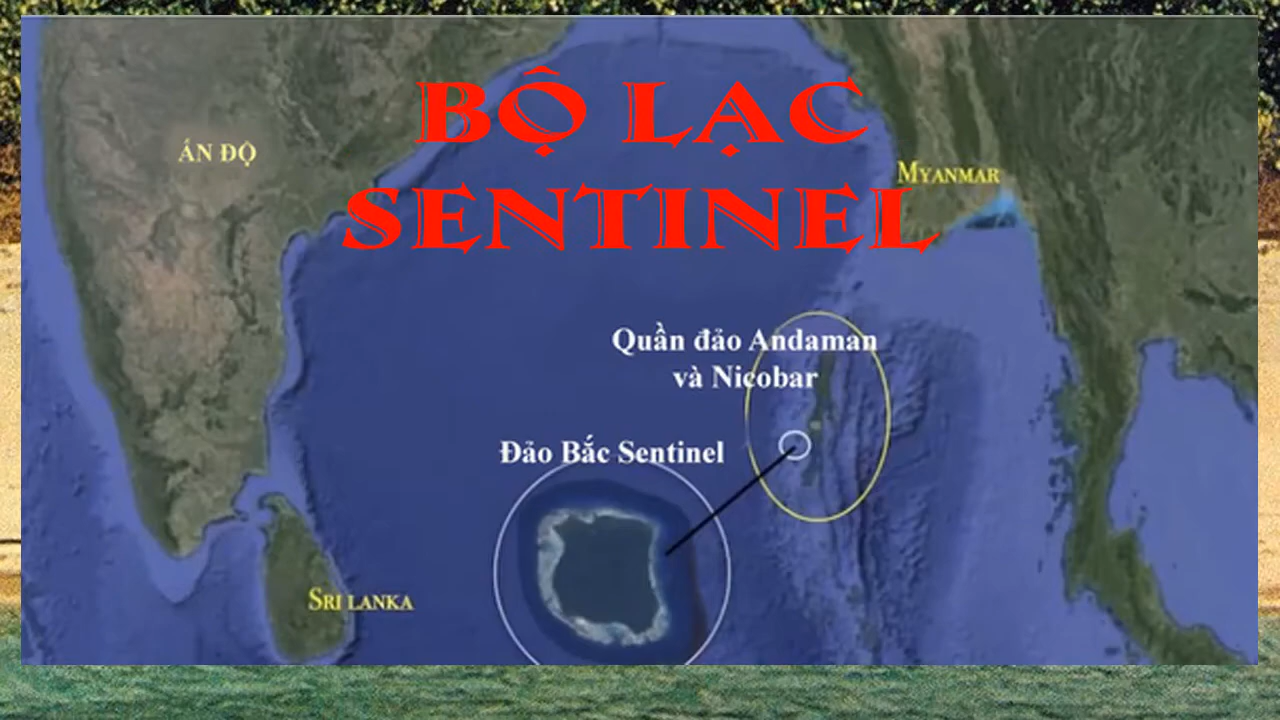 BỘ LẠC
SENTINEL
ẤN ĐỘ
MYANMAR
Quần đảo Andaman
và Nicobar
Đảo Bắc Sentinel
SRI LANKA